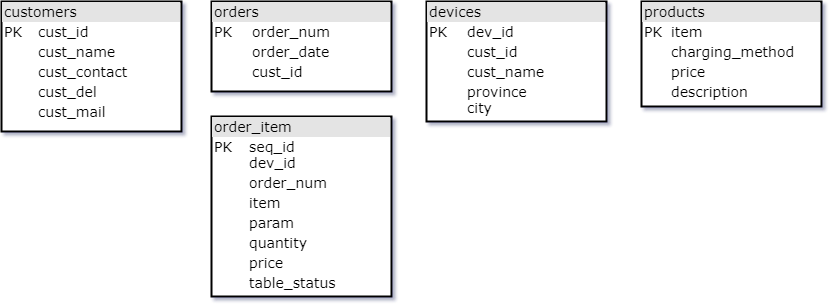 customers
PK cust_id
cust_name
cust_contact
cust_del
cust_mail
orders
PK order_num
order_date
cust_id
devices
PK dev_id
cust_id
cust_name
province
city
products
PK item
charging_method
price
description
order_item
PK seq_id
dev_id
order_num
item
param
quantity
price
table_status